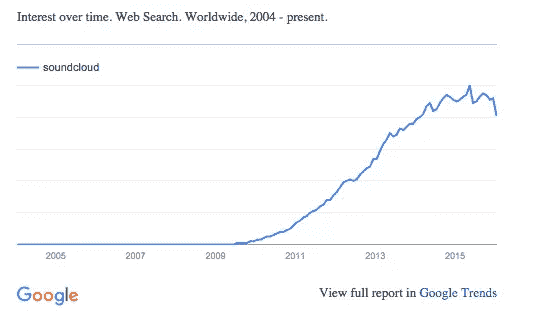 Interest over time. Web Search. Worldwide, 2004 - present.
soundcloud
2005 2007 2009 2011 2013 2015
Google View full report in Google Trends